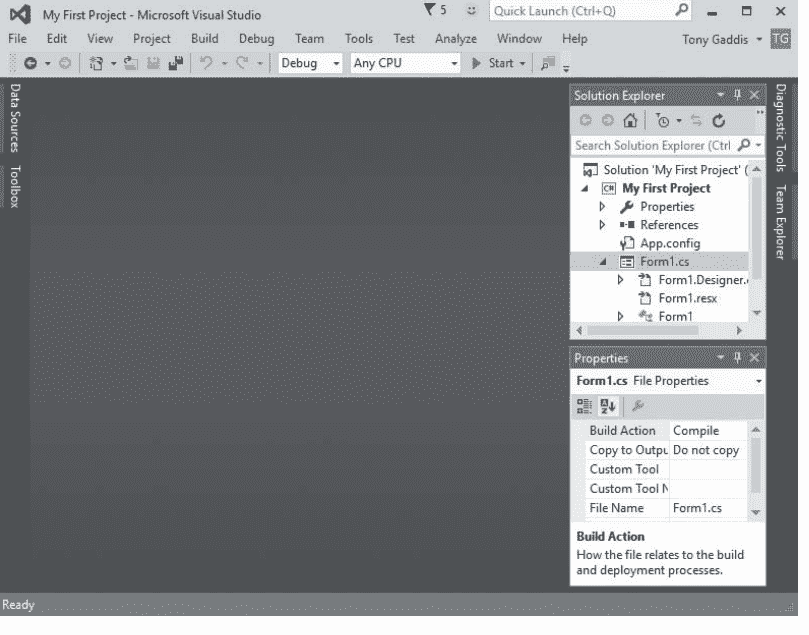 My First Project - Microsoft Visual Studio
5
Quick Launch (Ctrl+Q)
File Edit View Project Build Debug Team Tools Test Analyze Window Help
Tony Gaddis
TG
Debug
Any CPU
Start
Data Sources
Toolbox
Solution Explorer
Search Solution Explorer (Ctrl
Solution 'My First Project' (
C#
My First Project
Properties
References
App.config
Form1.cs
Form1.Designer.
Form1.resx
Form1
Diagnostic Tools
Team Explorer
Properties
Form1.cs File Properties
Build Action Compile
Copy to Outpu Do not copy
Custom Tool
Custom Tool N
File Name Form1.cs
Build Action
How the file relates to the build
and deployment processes.
Ready